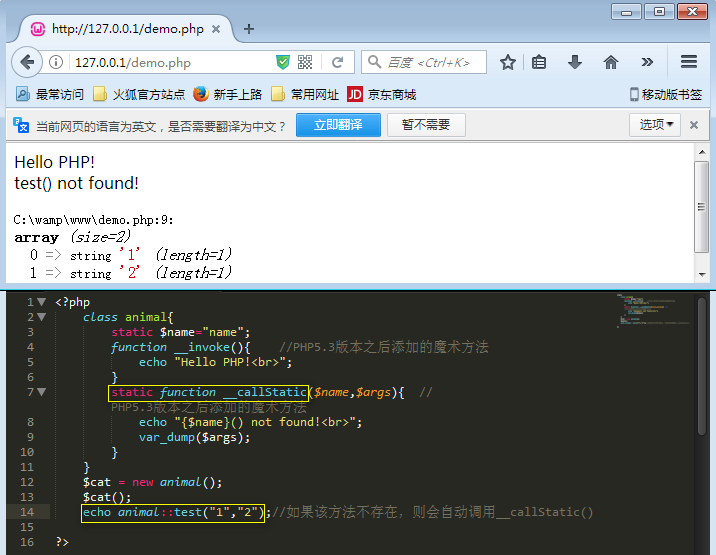 http://127.0.0.1/demo.php
127.0.0.1/demo.php
百度 <Ctrl+K>
最常访问 火狐官方站点 新手上路 常用网址 JD 京东商城 移动版书签
当前网页的语言为英文，是否需要翻译为中文？ 立即翻译 暂不需要 选项
Hello PHP!
test() not found!
C:\wamp\www\demo.php:9:
array (size=2)
0 => string '1' (length=1)
1 => string '2' (length=1)
1 <?php
2 class animal{
3 static $name="name";
4 function __invoke(){ //PHP5.3版本之后添加的魔术方法
5 echo "Hello PHP!<br>";
6 }
7 static function __callStatic($name,$args){ //
PHP5.3版本之后添加的魔术方法
8 echo "{$name}() not found!<br>";
9 var_dump($args);
10 }
11 }
12 $cat = new animal();
13 $cat();
14 echo animal::test("1","2");//如果该方法不存在，则会自动调用__callStatic()
15
16 ?>